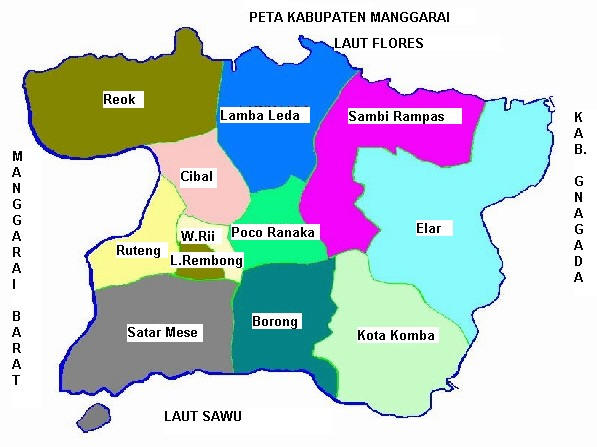 PETA KABUPATEN MANGGARAI
LAUT FLORES
Reok
Lamba Leda
Sambi Rampas
KAB. GNAGADA
MANGGARAI BARAT
Cibal
Elar
W.Rii
Poco Ranaka
Ruteng
L.Rembong
Borong
Satar Mese
Kota Komba
LAUT SAWU